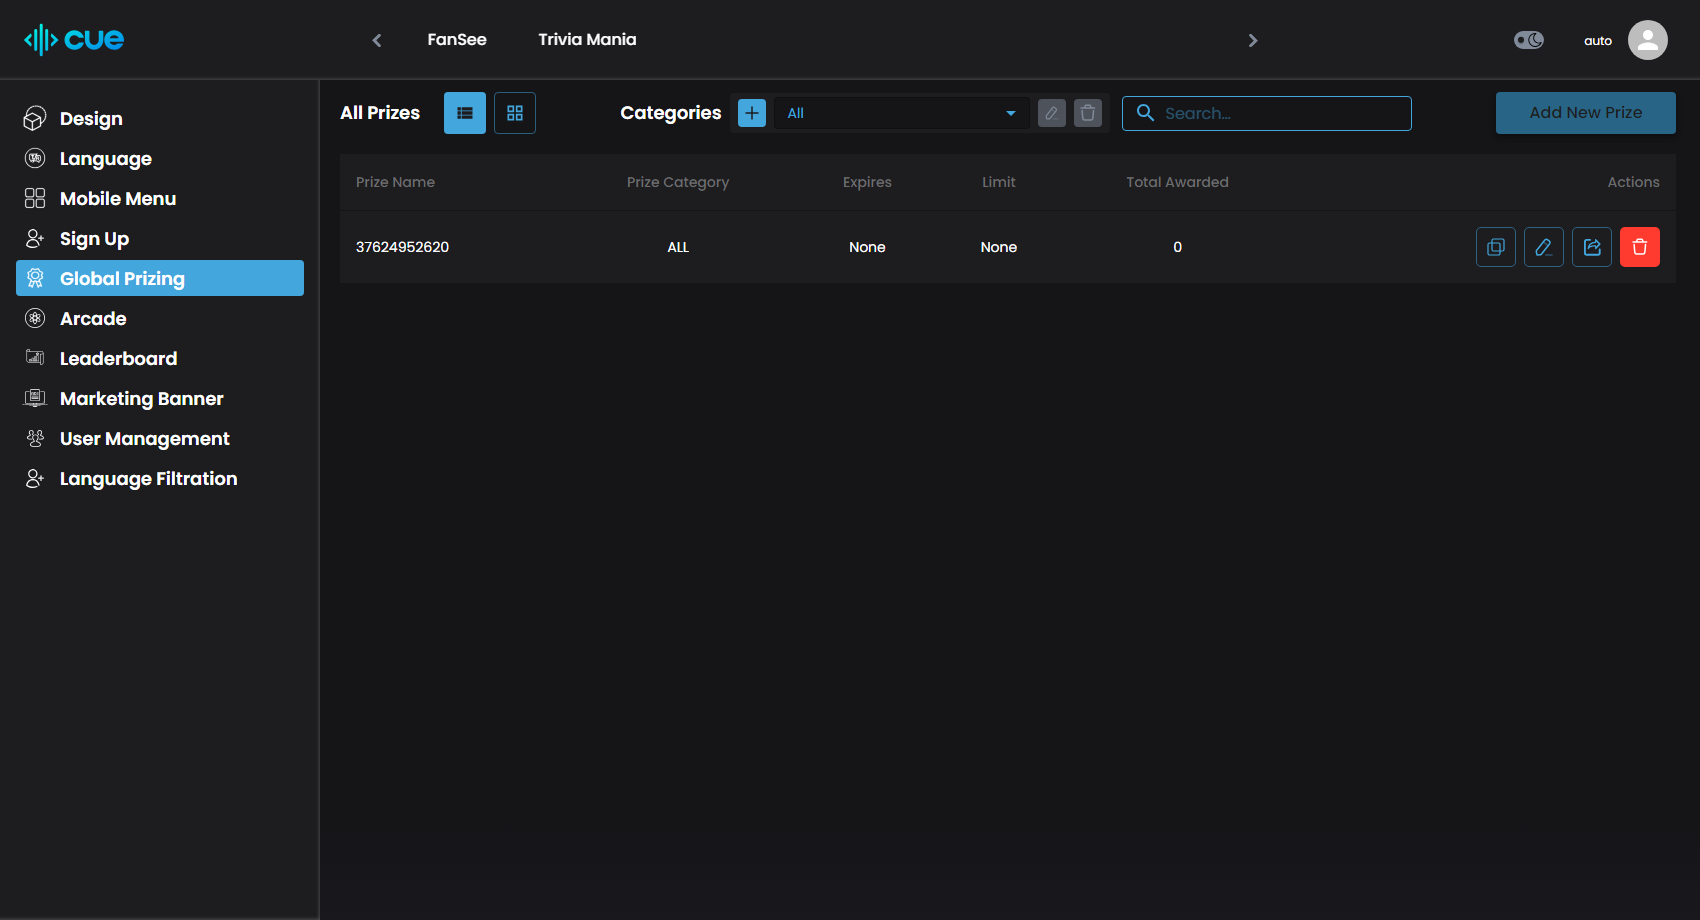 cue
FanSee Trivia Mania
auto
Design
Language
Mobile Menu
Sign Up
Global Prizing
Arcade
Leaderboard
Marketing Banner
User Management
Language Filtration
All Prizes Categories All Search... Add New Prize
Prize Name Prize Category Expires Limit Total Awarded Actions
37624952620 ALL None None 0